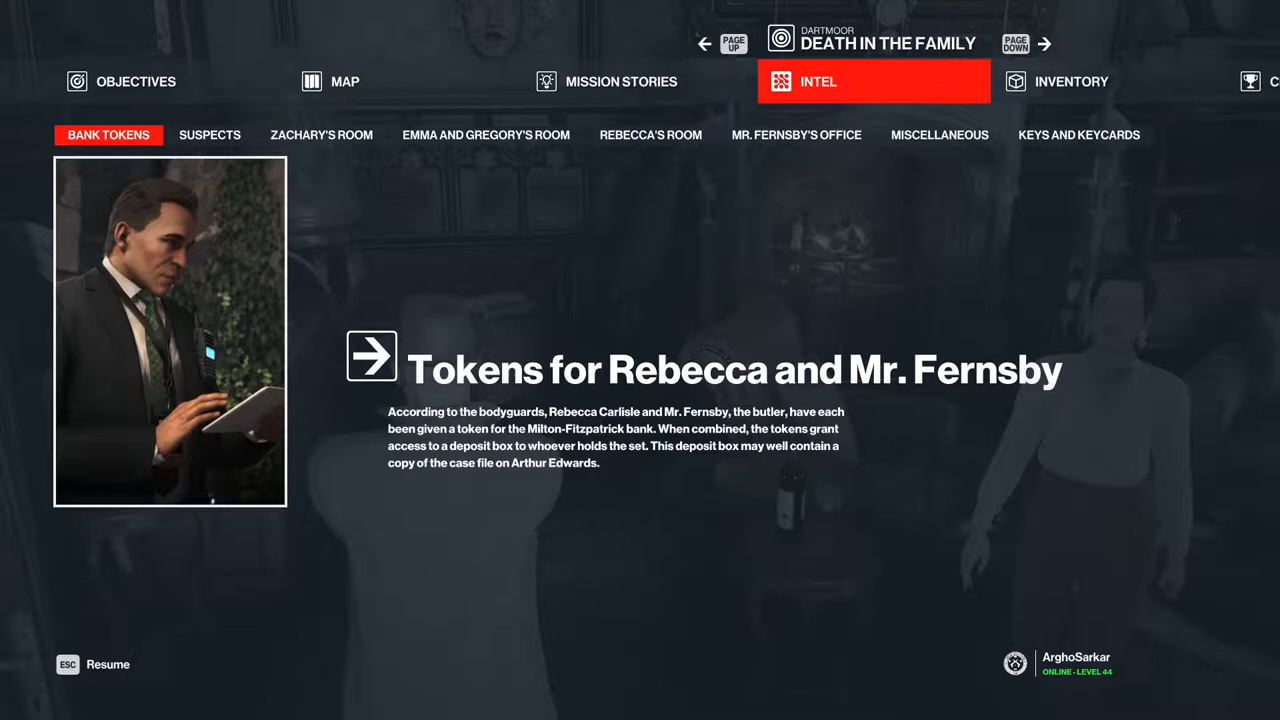 DARTMOOR
PAGE UP DEATH IN THE FAMILY PAGE DOWN
OBJECTIVES MAP MISSION STORIES INTEL INVENTORY C
BANK TOKENS SUSPECTS ZACHARY'S ROOM EMMA AND GREGORY'S ROOM REBECCA'S ROOM MR. FERNSBY'S OFFICE MISCELLANEOUS KEYS AND KEYCARDS
Tokens for Rebecca and Mr. Fernsby
According to the bodyguards, Rebecca Carlisle and Mr. Fernsby, the butler, have each
been given a token for the Milton-Fitzpatrick bank. When combined, the tokens grant
access to a deposit box to whoever holds the set. This deposit box may well contain a
copy of the case file on Arthur Edwards.
ESC Resume
ArghoSarkar
ONLINE - LEVEL 44